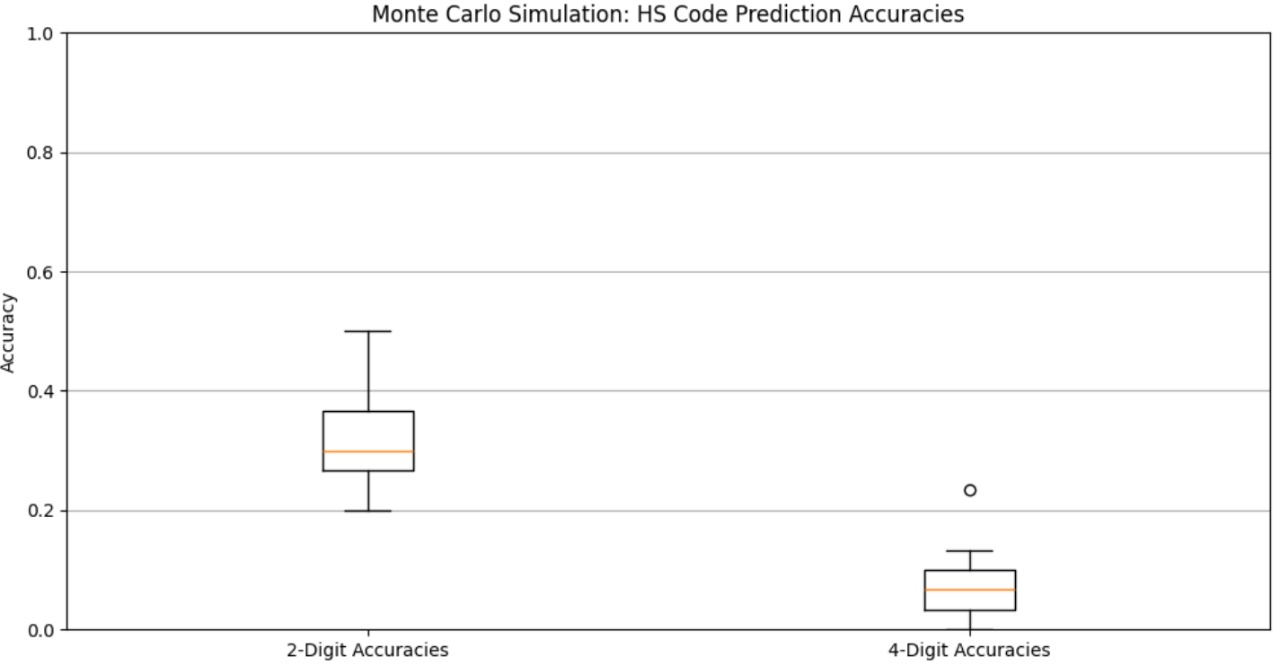 Monte Carlo Simulation: HS Code Prediction Accuracies
1.0
0.8
0.6
0.4
0.2
0.0
Accuracy
2-Digit Accuracies
4-Digit Accuracies